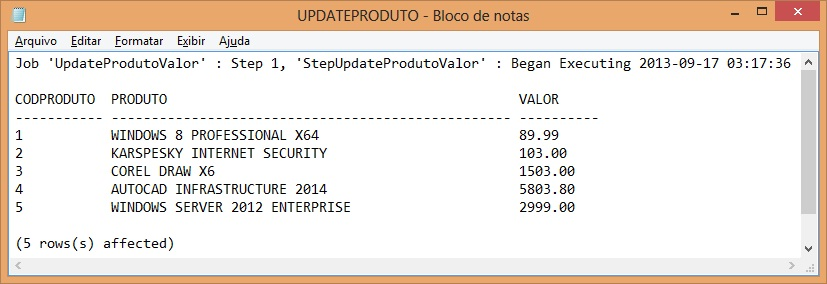 UPDATEPRODUTO - Bloco de notas
Arquivo Editar Formatar Exibir Ajuda
Job 'UpdateProdutoValor' : Step 1, 'StepUpdateProdutoValor' : Began Executing 2013-09-17 03:17:36
CODPRODUTO PRODUTO VALOR
----------- -------------------------------------------------- ----------
1 WINDOWS 8 PROFESSIONAL X64 89.99
2 KARSPESKY INTERNET SECURITY 103.00
3 COREL DRAW X6 1503.00
4 AUTOCAD INFRASTRUCTURE 2014 5803.80
5 WINDOWS SERVER 2012 ENTERPRISE 2999.00
(5 rows(s) affected)